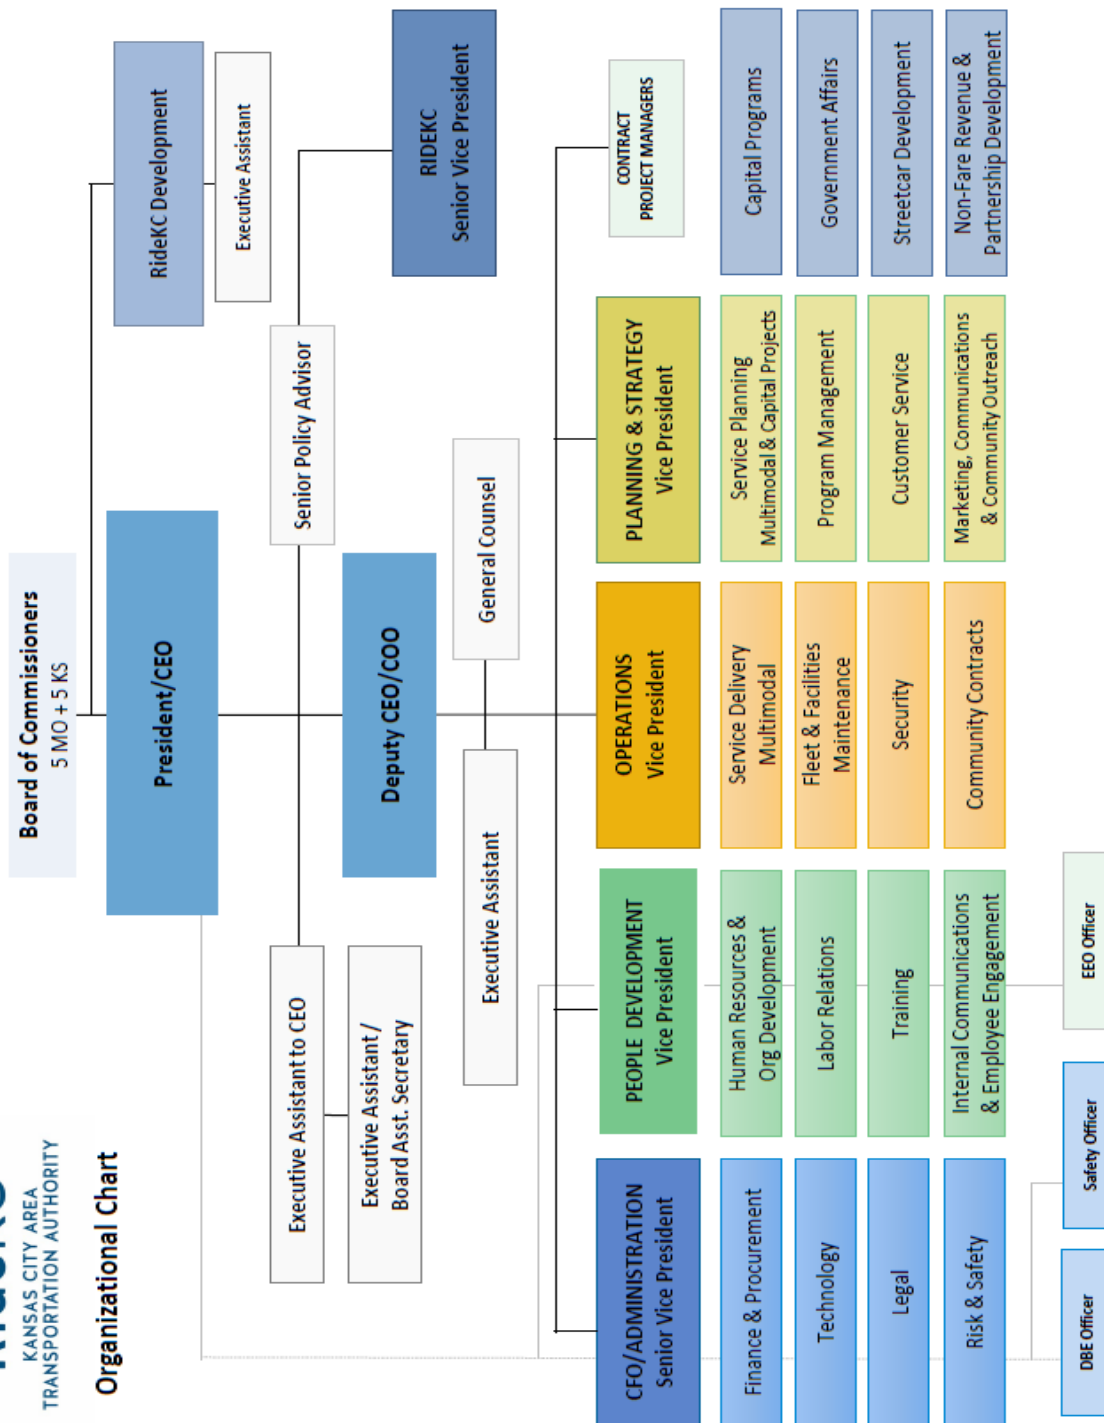 KANSAS CITY AREA
TRANSPORTATION AUTHORITY
Organizational Chart
Board of Commissioners
5 MO + 5 KS
President/CEO
RideKC Development
Executive Assistant
Executive Assistant to CEO
Executive Assistant /
Board Asst. Secretary
Senior Policy Advisor
Deputy CEO/COO
RIDEKC
Senior Vice President
Executive Assistant
General Counsel
CFO/ADMINISTRATION
Senior Vice President
Finance & Procurement
Technology
Legal
Risk & Safety
PEOPLE DEVELOPMENT
Vice President
Human Resources &
Org Development
Labor Relations
Training
Internal Communications
& Employee Engagement
OPERATIONS
Vice President
Service Delivery
Multimodal
Fleet & Facilities
Maintenance
Security
Community Contracts
PLANNING & STRATEGY
Vice President
Service Planning
Multimodal & Capital Projects
Program Management
Customer Service
Marketing, Communications
& Community Outreach
CONTRACT
PROJECT MANAGERS
Capital Programs
Government Affairs
Streetcar Development
Non-Fare Revenue &
Partnership Development
DBE Officer
Safety Officer
EEO Officer